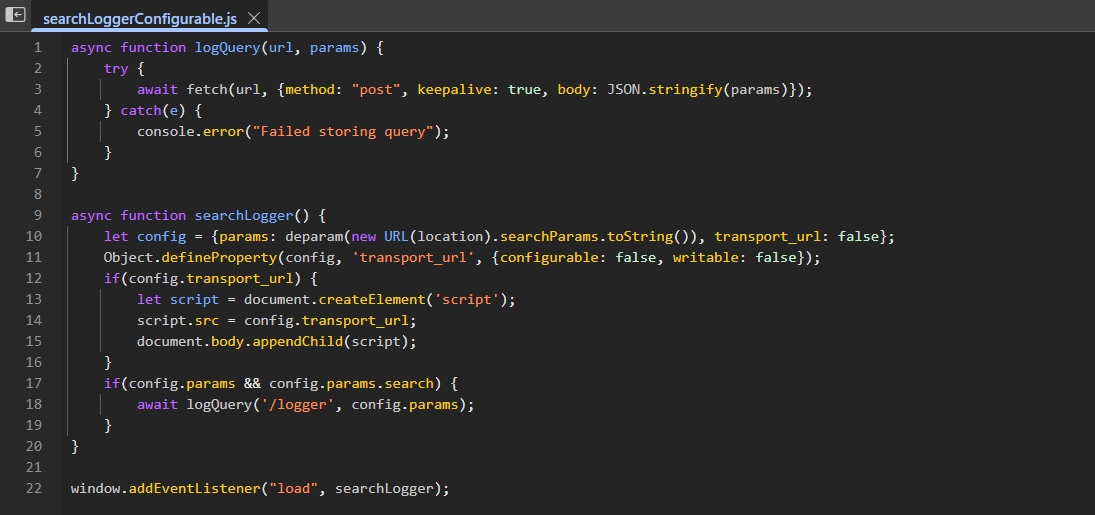 searchLoggerConfigurable.js
1 async function logQuery(url, params) {
2     try {
3         await fetch(url, {method: "post", keepalive: true, body: JSON.stringify(params)});
4     } catch(e) {
5         console.error("Failed storing query");
6     }
7 }
8
9 async function searchLogger() {
10     let config = {params: deparam(new URL(location).searchParams.toString()), transport_url: false};
11     Object.defineProperty(config, 'transport_url', {configurable: false, writable: false});
12     if(config.transport_url) {
13         let script = document.createElement('script');
14         script.src = config.transport_url;
15         document.body.appendChild(script);
16     }
17     if(config.params && config.params.search) {
18         await logQuery('/logger', config.params);
19     }
20 }
21
22 window.addEventListener("load", searchLogger);